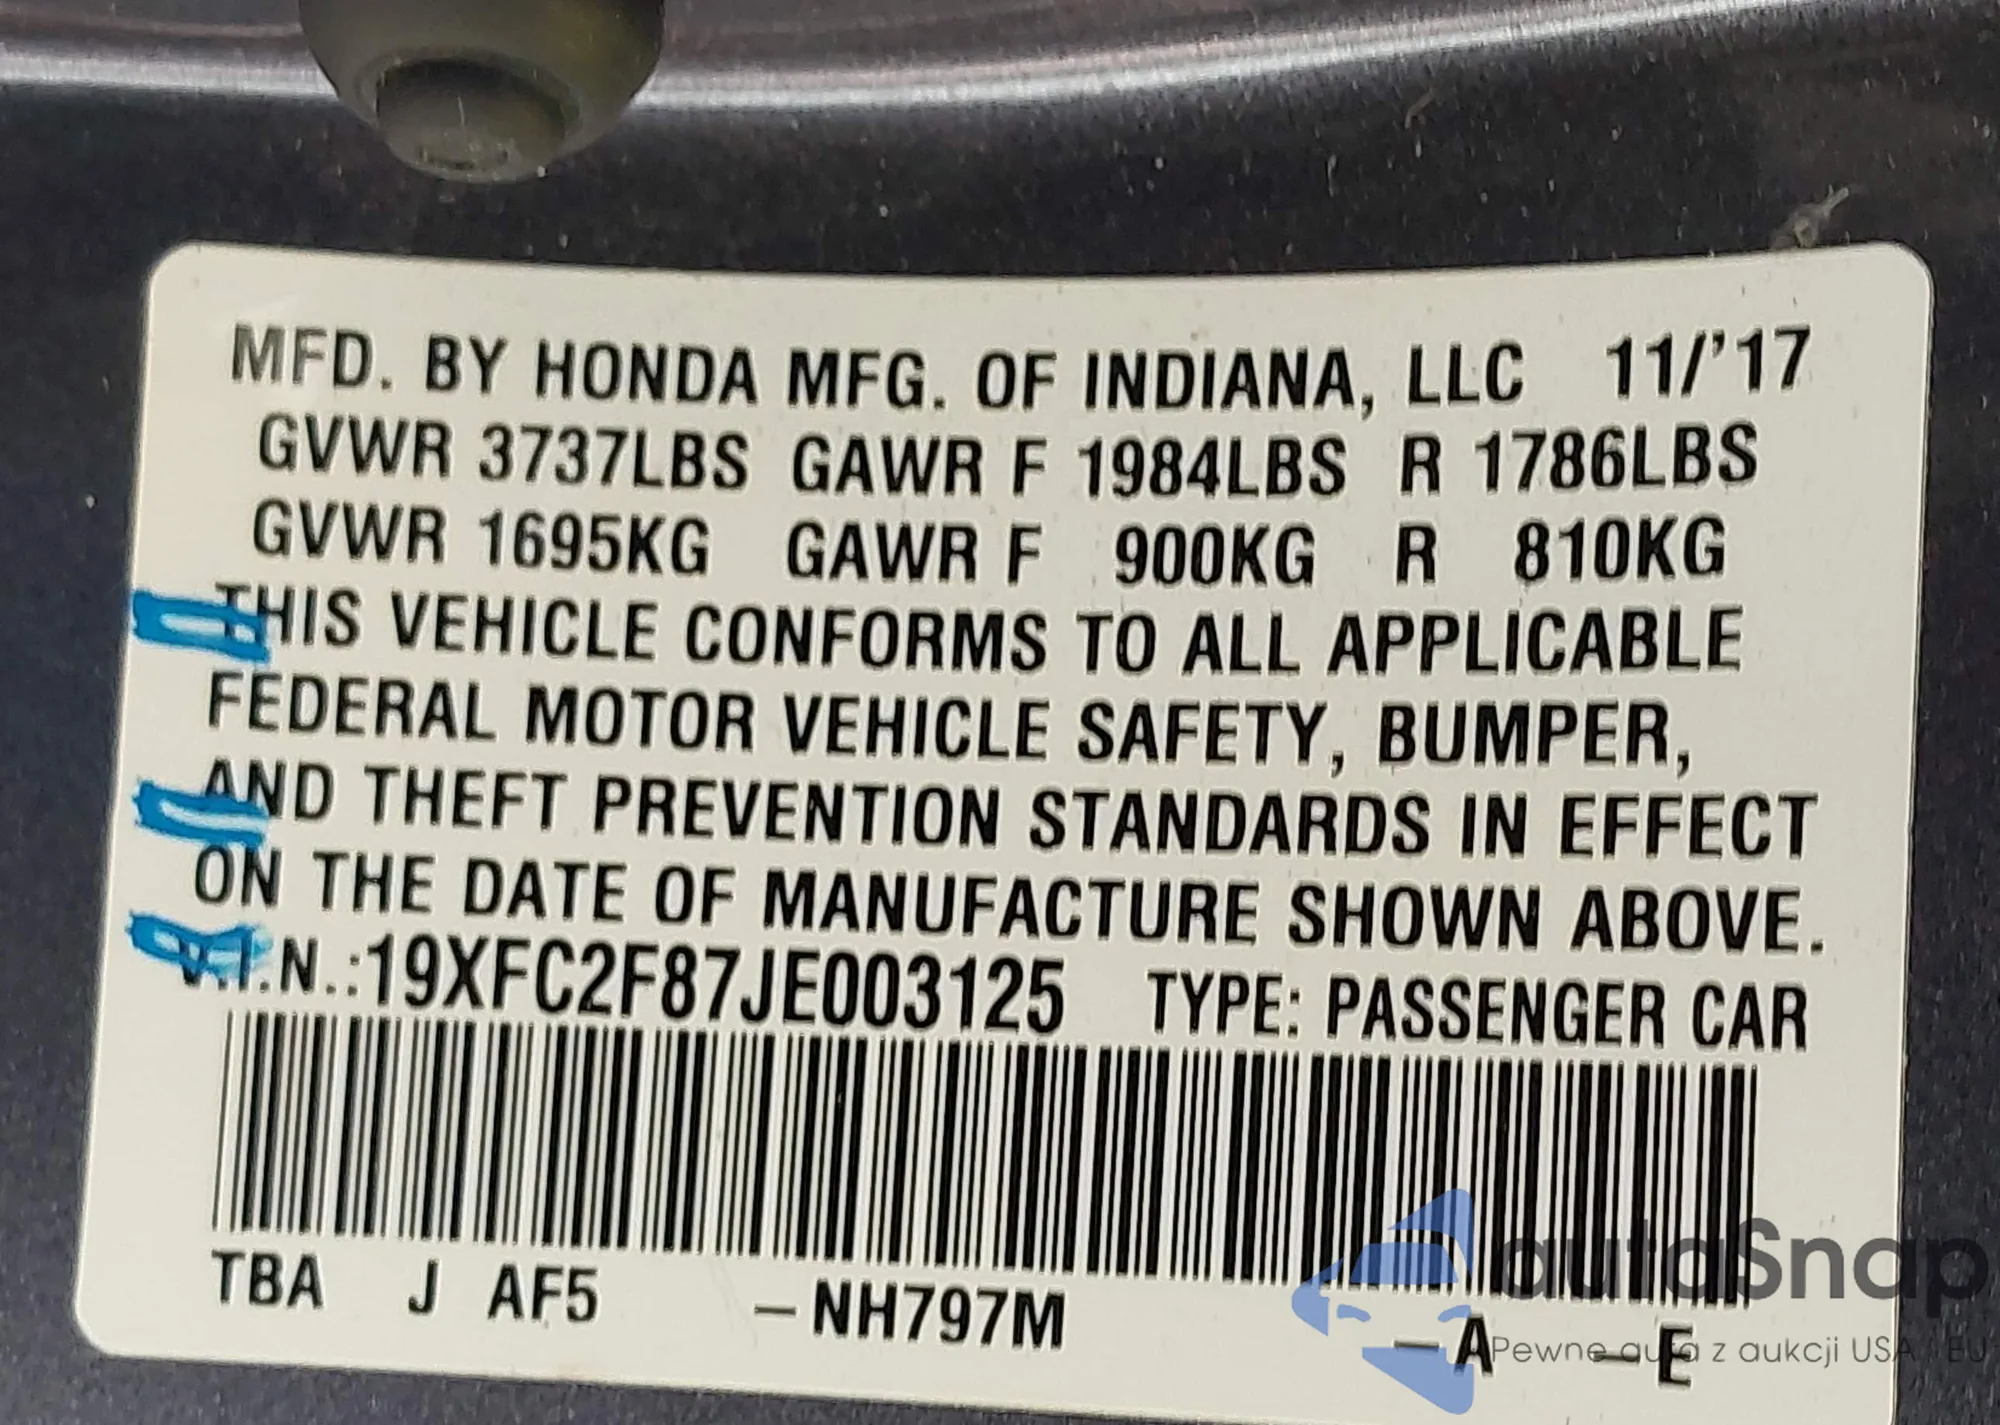 MFD. BY HONDA MFG. OF INDIANA, LLC 11/'17
GVWR 3737LBS GAWR F 1984LBS R 1786LBS
GVWR 1695KG GAWR F 900KG R 810KG
THIS VEHICLE CONFORMS TO ALL APPLICABLE
FEDERAL MOTOR VEHICLE SAFETY, BUMPER,
AND THEFT PREVENTION STANDARDS IN EFFECT
ON THE DATE OF MANUFACTURE SHOWN ABOVE.
V.I.N.:19XFC2F87JE003125 TYPE: PASSENGER CAR
TBA J AF5 –NH797M –A –E
autaSnap
Pewne auta z aukcji USA i EU